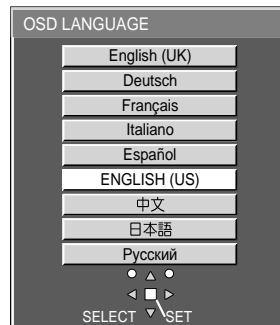 OSD LANGUAGE
English (UK)
Deutsch
Français
Italiano
Español
ENGLISH (US)
中文
日本語
Русский
SELECT SET